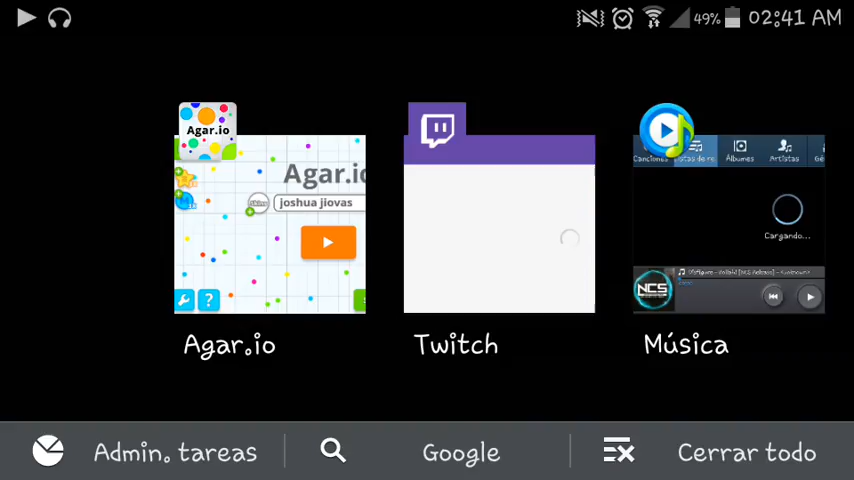 49% 02:41 AM
Agar.io
Canciones Álbumes Artistas
Agar.io
joshua jiovas
Cargando...
NCS
?
Agar.io Twitch Música
Admin. tareas Google Cerrar todo